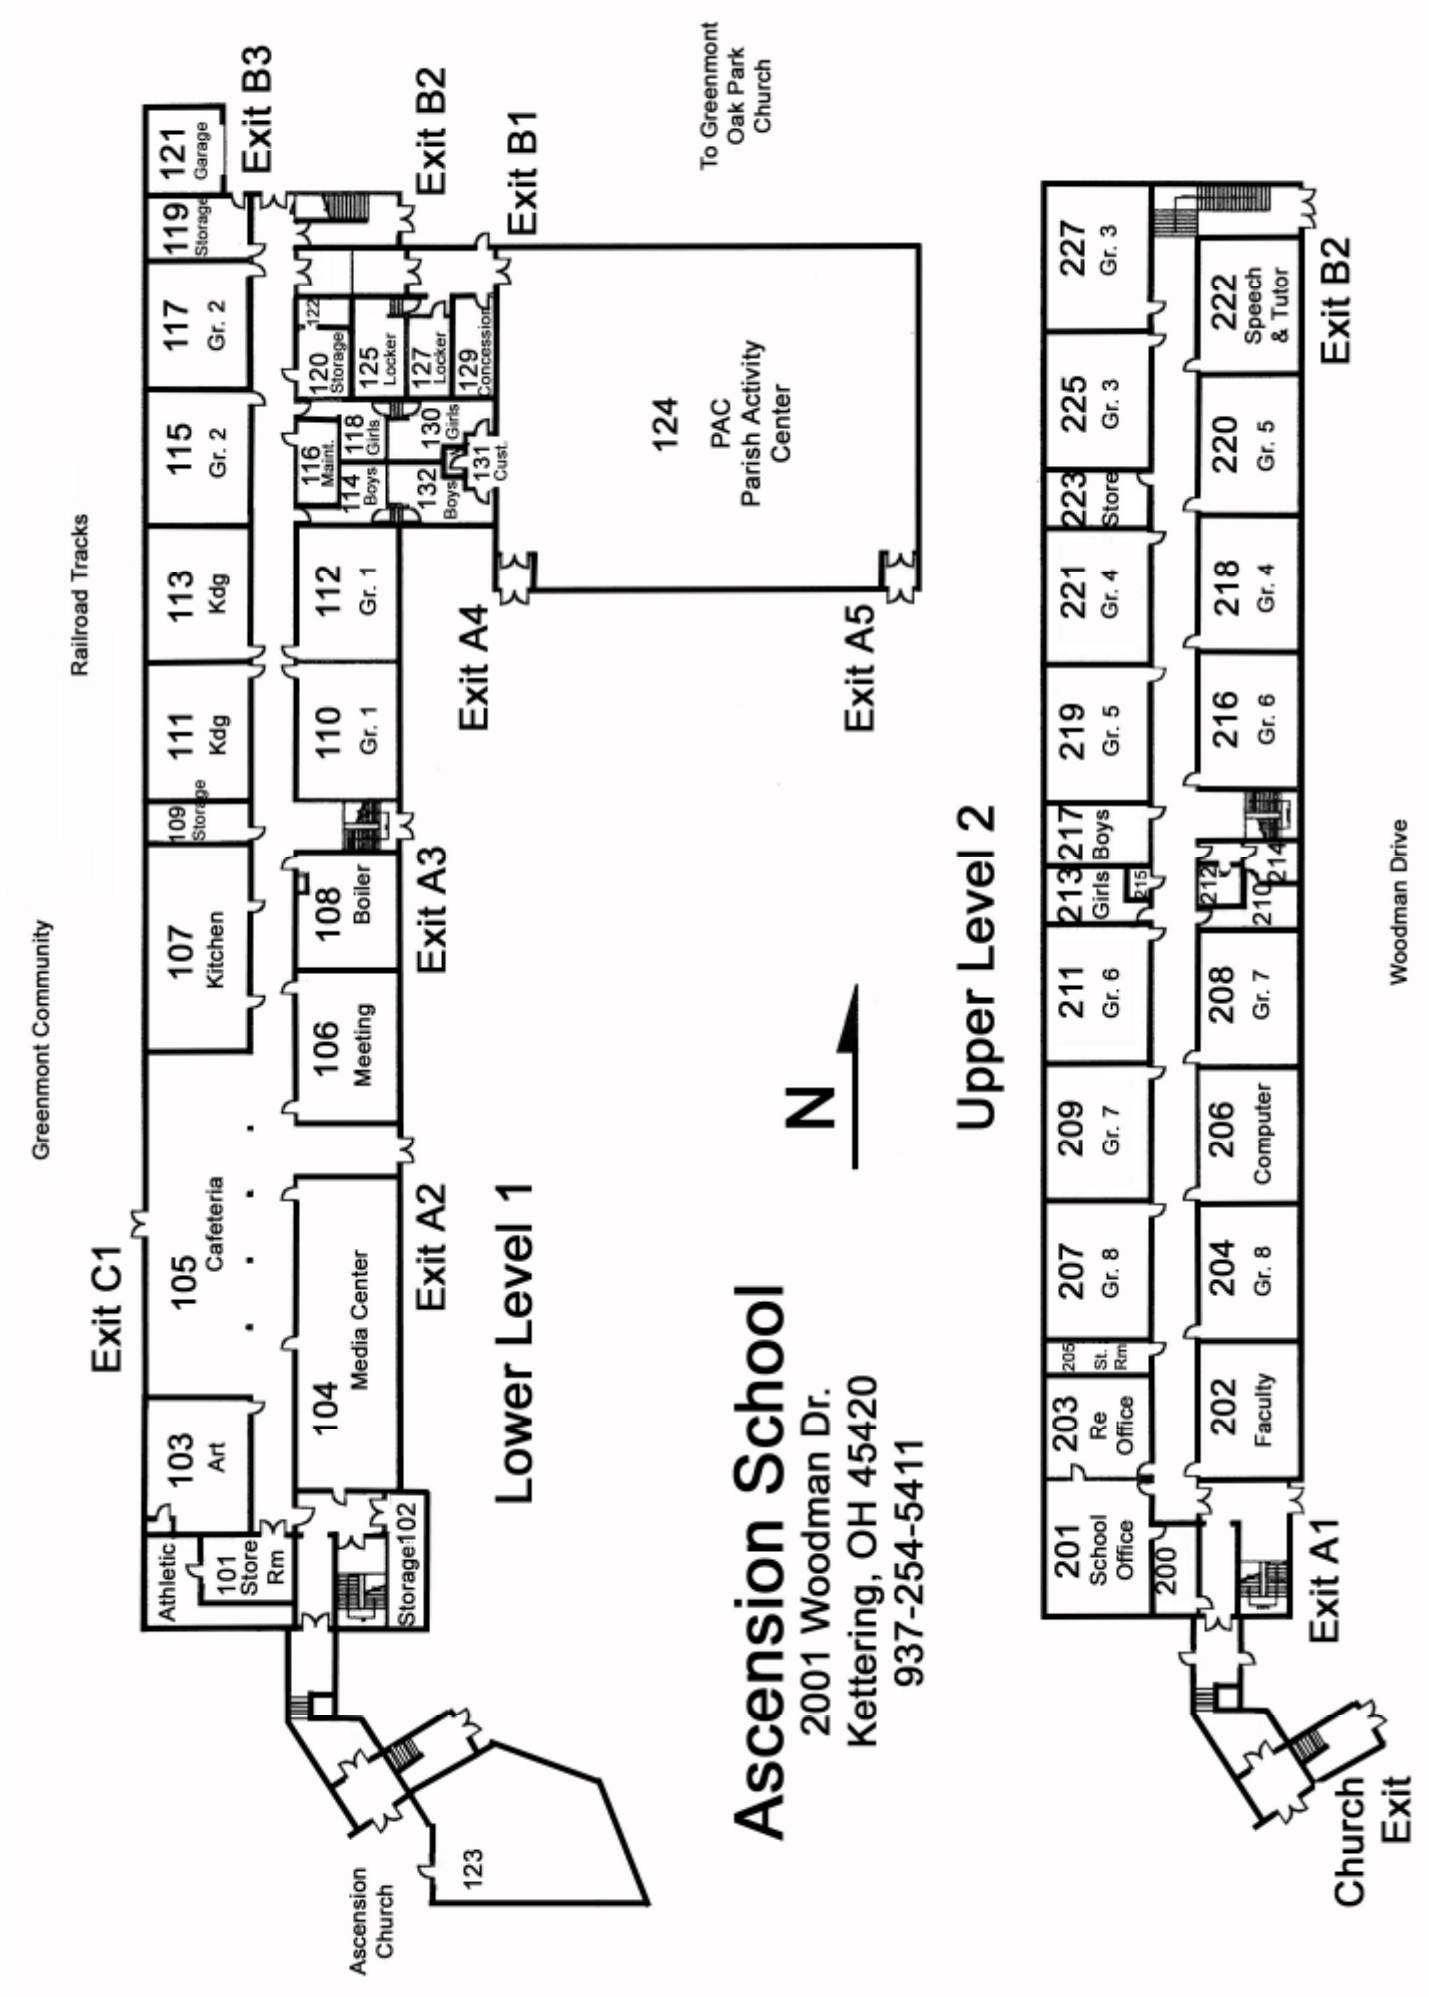 Greenmont Community
Railroad Tracks
Exit C1
Athletic
101
Store
Rm
103
Art
105
Cafeteria
107
Kitchen
109
Storage
111
Kdg
113
Kdg
115
Gr. 2
117
Gr. 2
119
Storage
121
Garage
Exit B3
Storage
102
104
Media Center
106
Meeting
108
Boiler
110
Gr. 1
112
Gr. 1
114
Boys
116
Maint.
118
Girls
120
Storage
122
125
Locker
127
Locker
129
Concession
130
Girls
131
Cust.
132
Boys
Exit B2
Exit B1
Exit A2
Exit A3
Exit A4
Exit A5
124
PAC
Parish Activity
Center
To Greenmont
Oak Park
Church
Lower Level 1
Ascension
Church
123
Ascension School
2001 Woodman Dr.
Kettering, OH 45420
937-254-5411
N
Upper Level 2
201
School
Office
203
Re
Office
205
St.
Rm
207
Gr. 8
209
Gr. 7
211
Gr. 6
213
Girls
215
217
Boys
219
Gr. 5
221
Gr. 4
223
Store
225
Gr. 3
227
Gr. 3
200
202
Faculty
204
Gr. 8
206
Computer
208
Gr. 7
210
212
214
216
Gr. 6
218
Gr. 4
220
Gr. 5
222
Speech
& Tutor
Exit A1
Exit B2
Church
Exit
Woodman Drive